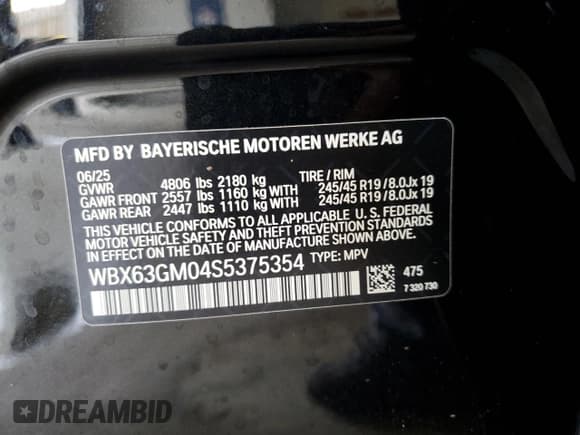 MFD BY BAYERISCHE MOTOREN WERKE AG
06/25 TIRE / RIM
GVWR 4806 lbs 2180 kg
GAWR FRONT 2557 lbs 1160 kg WITH 245/45 R19 / 8.0Jx 19
GAWR REAR 2447 lbs 1110 kg WITH 245/45 R19 / 8.0Jx 19
THIS VEHICLE CONFORMS TO ALL APPLICABLE U. S. FEDERAL
MOTOR VEHICLE SAFETY AND THEFT PREVENTION STANDARDS
IN EFFECT ON THE DATE OF MANUFACTURE SHOWN ABOVE.
WBX63GM04S5375354 TYPE: MPV
475
7 320 730
DREAMBID